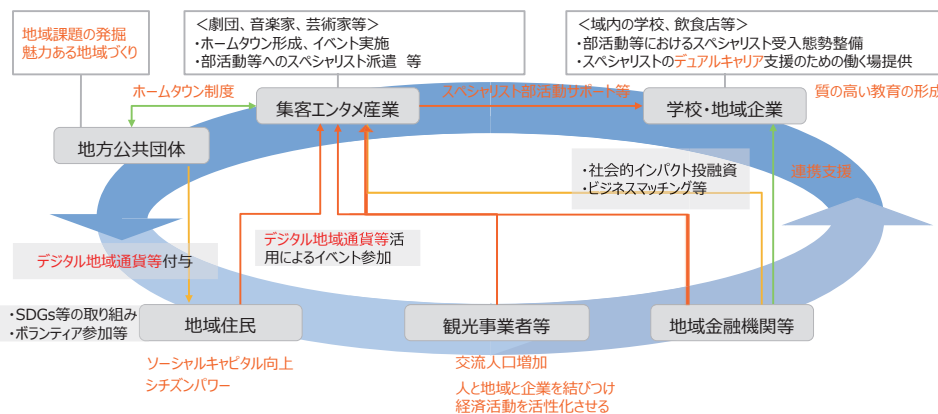 地域課題の発掘
魅力ある地域づくり
＜劇団、音楽家、芸術家等＞
・ホームタウン形成、イベント実施
・部活動等へのスペシャリスト派遣 等
＜域内の学校、飲食店等＞
・部活動等におけるスペシャリスト受入態勢整備
・スペシャリストのデュアルキャリア支援のための働く場提供
ホームタウン制度
集客エンタメ産業
スペシャリスト部活動サポート等
学校・地域企業
質の高い教育の形成
地方公共団体
・社会的インパクト投融資
・ビジネスマッチング等
連携支援
デジタル地域通貨等付与
デジタル地域通貨等活
用によるイベント参加
・SDGs等の取り組み
・ボランティア参加等
地域住民
観光事業者等
地域金融機関等
ソーシャルキャピタル向上
シチズンパワー
交流人口増加
人と地域と企業を結びつけ
経済活動を活性化させる